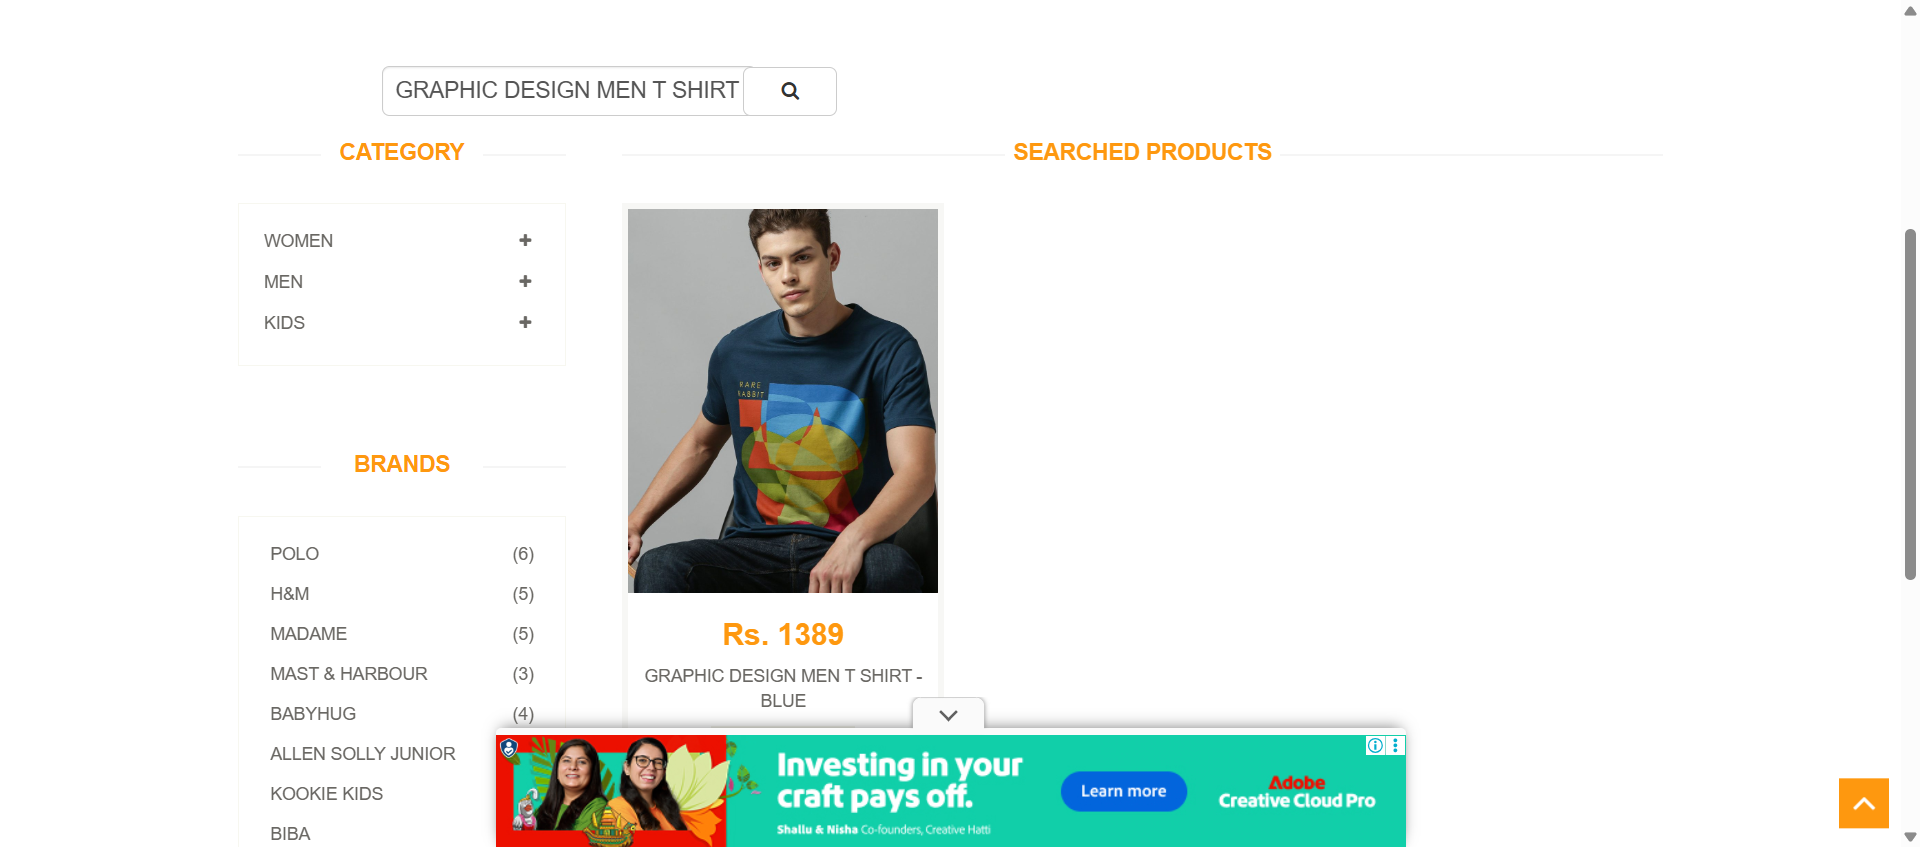 GRAPHIC DESIGN MEN T SHIRT
CATEGORY
WOMEN
MEN
KIDS
BRANDS
POLO (6)
H&M (5)
MADAME (5)
MAST & HARBOUR (3)
BABYHUG (4)
ALLEN SOLLY JUNIOR
KOOKIE KIDS
BIBA
SEARCHED PRODUCTS
RARE
RABBIT
Rs. 1389
GRAPHIC DESIGN MEN T SHIRT -
BLUE
Investing in your
craft pays off.
Shallu & Nisha Co-founders, Creative Hatti
Learn more
Adobe
Creative Cloud Pro